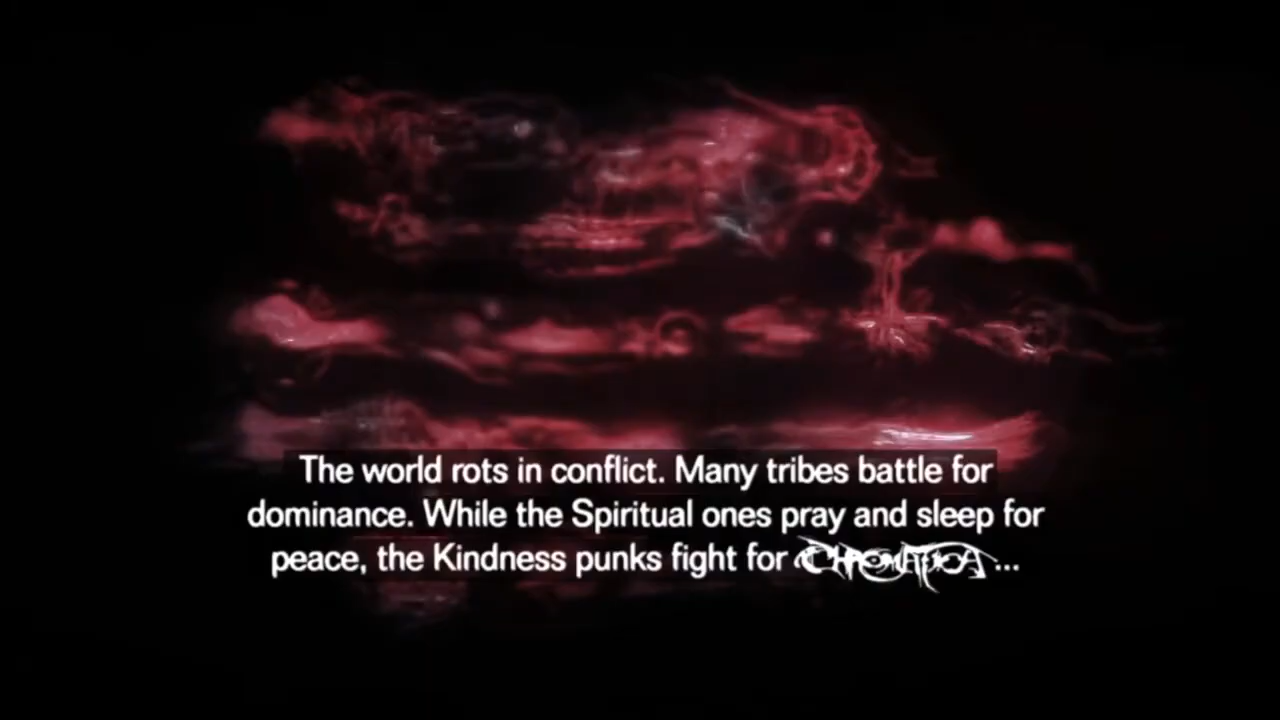 The world rots in conflict. Many tribes battle for
dominance. While the Spiritual ones pray and sleep for
peace, the Kindness punks fight for CHROMATICA...